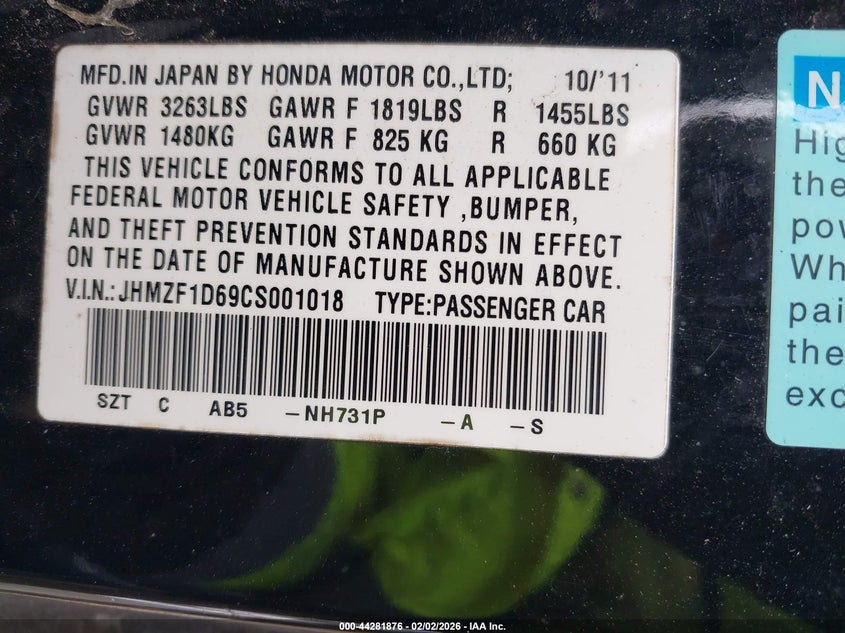 MFD.IN JAPAN BY HONDA MOTOR CO.,LTD; 10/'11
GVWR 3263LBS GAWR F 1819LBS R 1455LBS
GVWR 1480KG GAWR F 825 KG R 660 KG
THIS VEHICLE CONFORMS TO ALL APPLICABLE
FEDERAL MOTOR VEHICLE SAFETY ,BUMPER,
AND THEFT PREVENTION STANDARDS IN EFFECT
ON THE DATE OF MANUFACTURE SHOWN ABOVE.
V.I.N.: JHMZF1D69CS001018 TYPE:PASSENGER CAR
SZT C AB5 -NH731P -A -S
N
Hig
the
pow
Wh
pai
the
exc
000-44281876 - 02/02/2026 - IAA Inc.